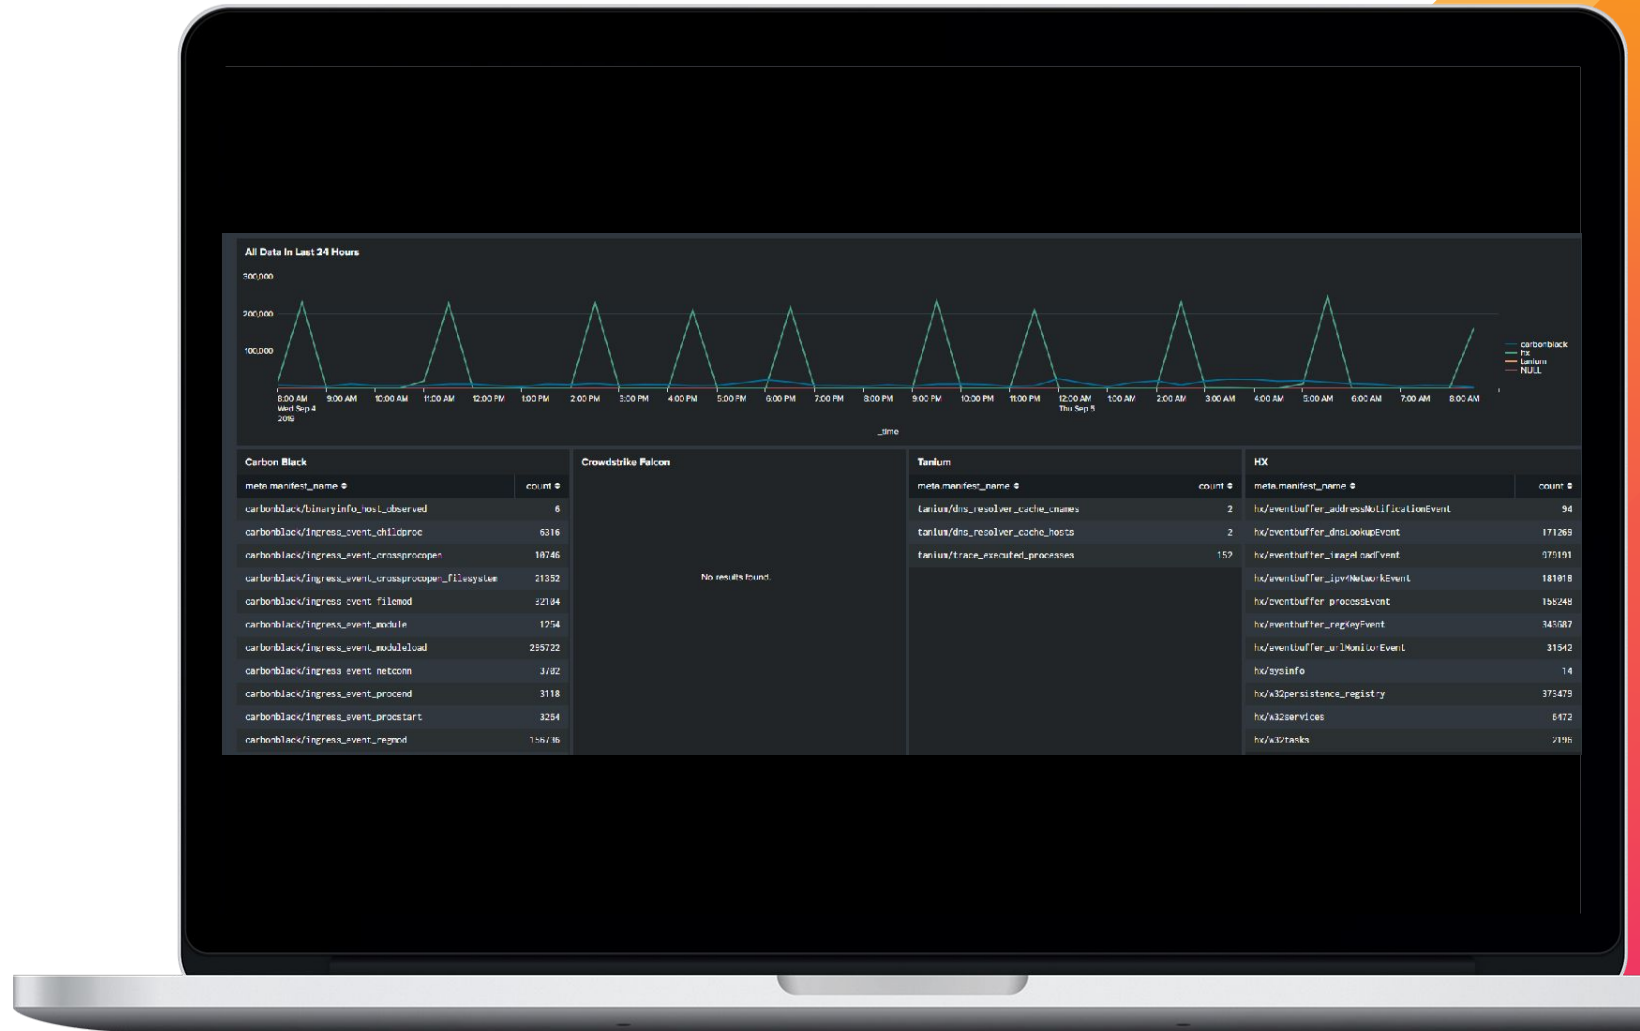 All Data In Last 24 Hours
300,000
200,000
100,000
carbonblack
hx
tanium
NULL
8:00 AM 9:00 AM 10:00 AM 11:00 AM 12:00 PM 1:00 PM 2:00 PM 3:00 PM 4:00 PM 5:00 PM 6:00 PM 7:00 PM 8:00 PM 9:00 PM 10:00 PM 11:00 PM 12:00 AM 1:00 AM 2:00 AM 3:00 AM 4:00 AM 5:00 AM 6:00 AM 7:00 AM 8:00 AM
Wed Sep 4 Thu Sep 5
2019
_time
Carbon Black
meta.manifest_name count
carbonblack/binaryinfo_host_observed 6
carbonblack/ingress_event_childproc 6316
carbonblack/ingress_event_crossprocopen 10746
carbonblack/ingress_event_crossprocopen_filesystem 21352
carbonblack/ingress_event_filemod 32104
carbonblack/ingress_event_module 1254
carbonblack/ingress_event_moduleload
carbonblack/ingress_event_netconn
carbonblack/ingress_event_procend 3118
carbonblack/ingress_event_procstart
carbonblack/ingress_event_regmod 156736
Crowdstrike Falcon
No results found.
Tanium
meta.manifest_name count
tanium/dns_resolver_cache_cnames 2
tanium/dns_resolver_cache_hosts 2
tanium/trace_executed_processes 152
HX
meta.manifest_name count
hx/eventbuffer_addressNotificationEvent 94
hx/eventbuffer_dnsLookupEvent 171269
hx/eventbuffer_imageLoadEvent
hx/eventbuffer_ipv4NetworkEvent 181018
hx/eventbuffer_processEvent
hx/eventbuffer_regKeyEvent
hx/eventbuffer_urlMonitorEvent
hx/sysinfo 14
hx/w32persistence_registry 373479
hx/w32services
hx/w32tasks